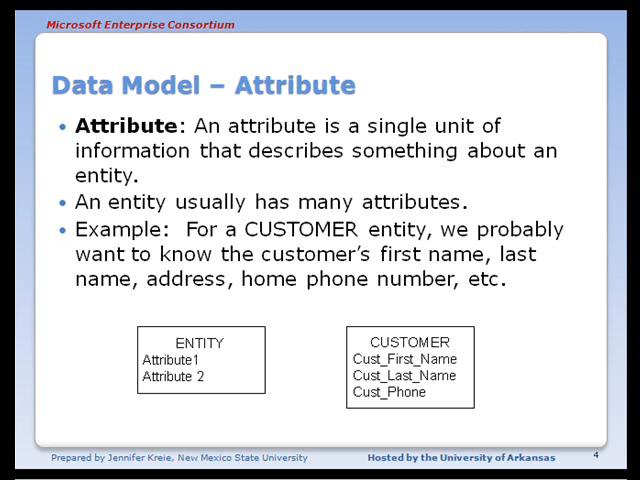 Microsoft Enterprise Consortium
Data Model – Attribute
• Attribute: An attribute is a single unit of
information that describes something about an
entity.
• An entity usually has many attributes.
• Example: For a CUSTOMER entity, we probably
want to know the customer’s first name, last
name, address, home phone number, etc.
ENTITY
Attribute1
Attribute 2
CUSTOMER
Cust_First_Name
Cust_Last_Name
Cust_Phone
Prepared by Jennifer Kreie, New Mexico State University
Hosted by the University of Arkansas
4